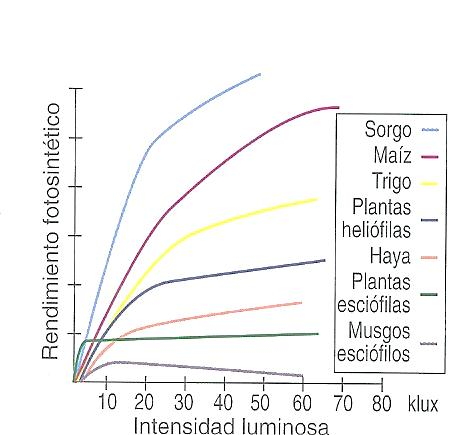 Rendimiento fotosintético
Sorgo
Maíz
Trigo
Plantas
heliófilas
Haya
Plantas
esciófilas
Musgos
esciófilos
10 20 30 40 50 60 70 80 klux
Intensidad luminosa